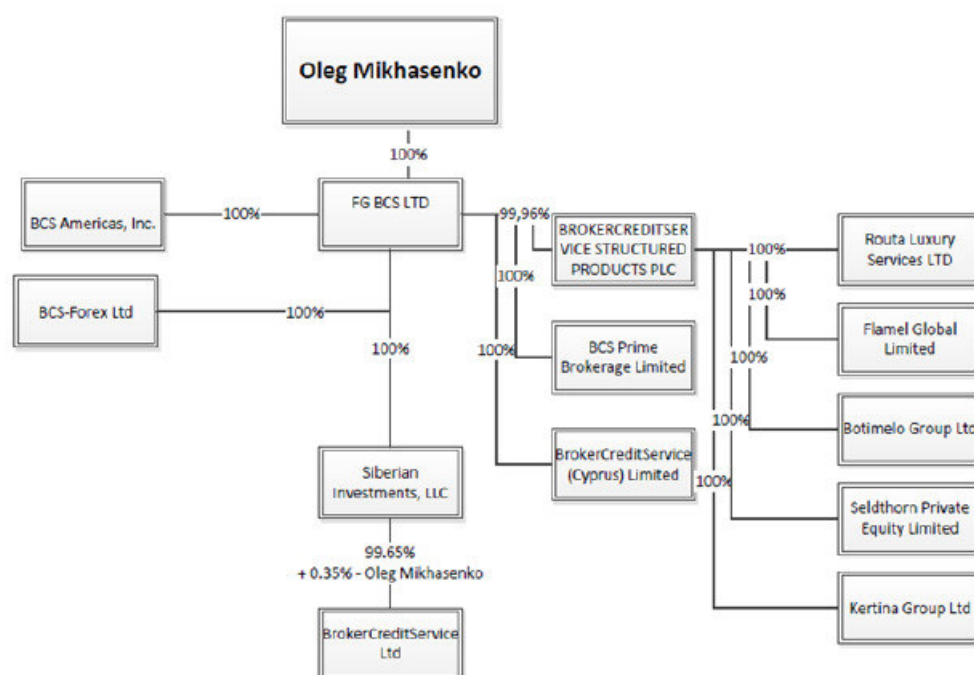 Oleg Mikhasenko
100%
BCS Americas, Inc.
100%
FG BCS LTD
99,96%
BROKERCREDITSER
VICE STRUCTURED
PRODUCTS PLC
100%
Routa Luxury
Services LTD
BCS-Forex Ltd
100%
100%
100%
Flamel Global
Limited
100%
100%
BCS Prime
Brokerage Limited
100%
Botimelo Group Ltd
100%
Siberian
Investments, LLC
BrokerCreditService
(Cyprus) Limited
100%
Seldthorn Private
Equity Limited
99.65%
+ 0.35% - Oleg Mikhasenko
Kertina Group Ltd
BrokerCreditService
Ltd